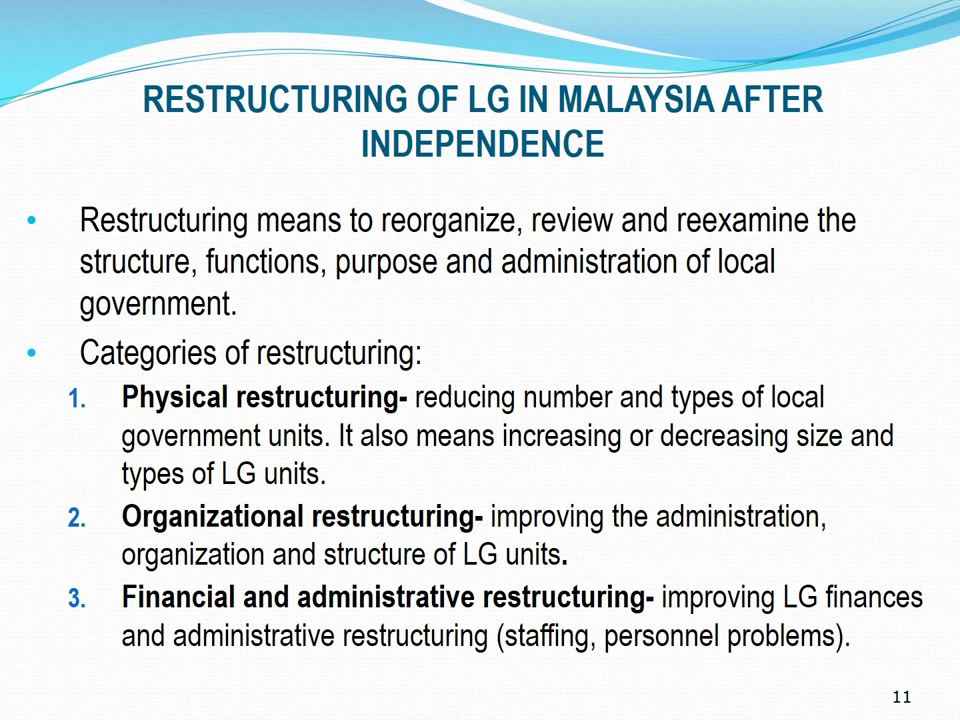 RESTRUCTURING OF LG IN MALAYSIA AFTER
INDEPENDENCE
• Restructuring means to reorganize, review and reexamine the
structure, functions, purpose and administration of local
government.
• Categories of restructuring:
1. Physical restructuring- reducing number and types of local
government units. It also means increasing or decreasing size and
types of LG units.
2. Organizational restructuring- improving the administration,
organization and structure of LG units.
3. Financial and administrative restructuring- improving LG finances
and administrative restructuring (staffing, personnel problems).
11